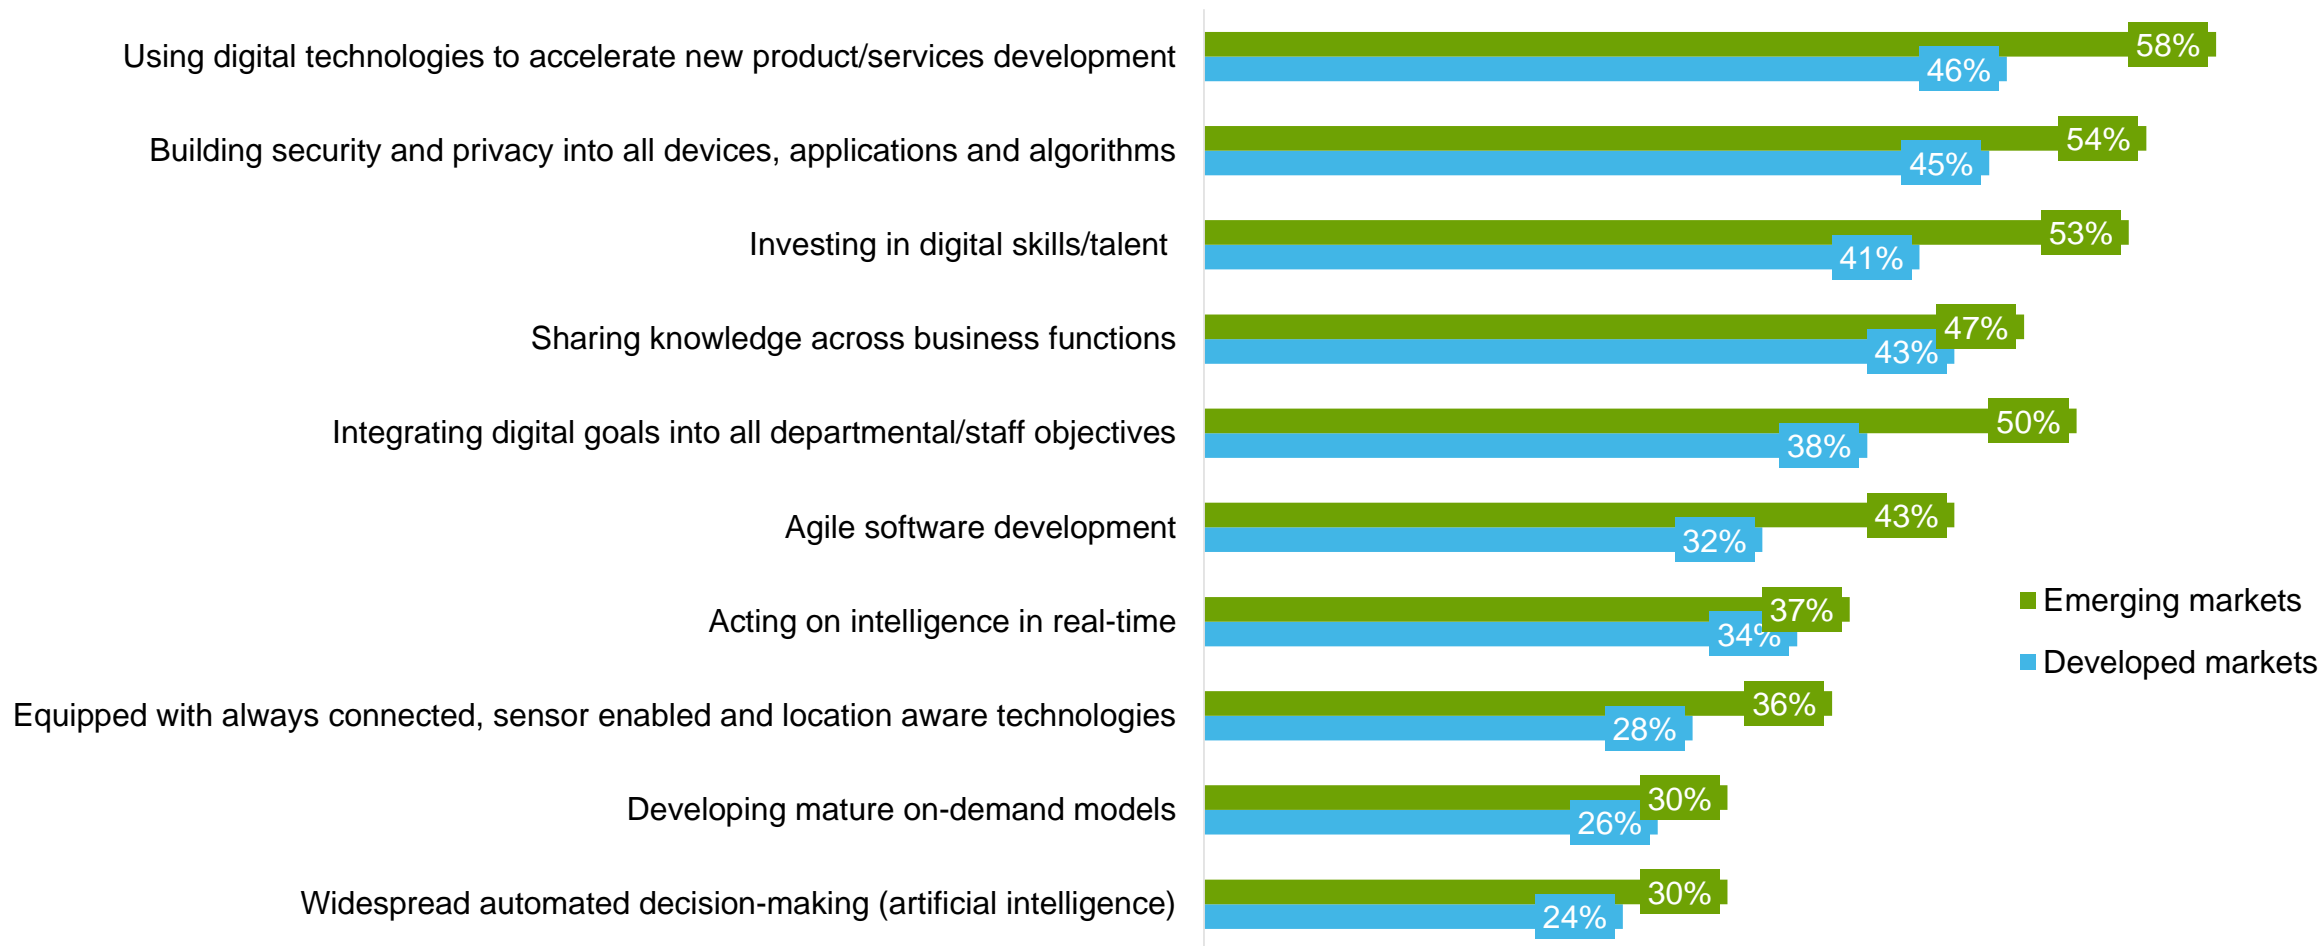 Using digital technologies to accelerate new product/services development
58%
46%
Building security and privacy into all devices, applications and algorithms
54%
45%
Investing in digital skills/talent
53%
41%
Sharing knowledge across business functions
47%
43%
Integrating digital goals into all departmental/staff objectives
50%
38%
Agile software development
43%
32%
Acting on intelligence in real-time
37%
34%
Equipped with always connected, sensor enabled and location aware technologies
36%
28%
Developing mature on-demand models
30%
26%
Widespread automated decision-making (artificial intelligence)
30%
24%
Emerging markets
Developed markets